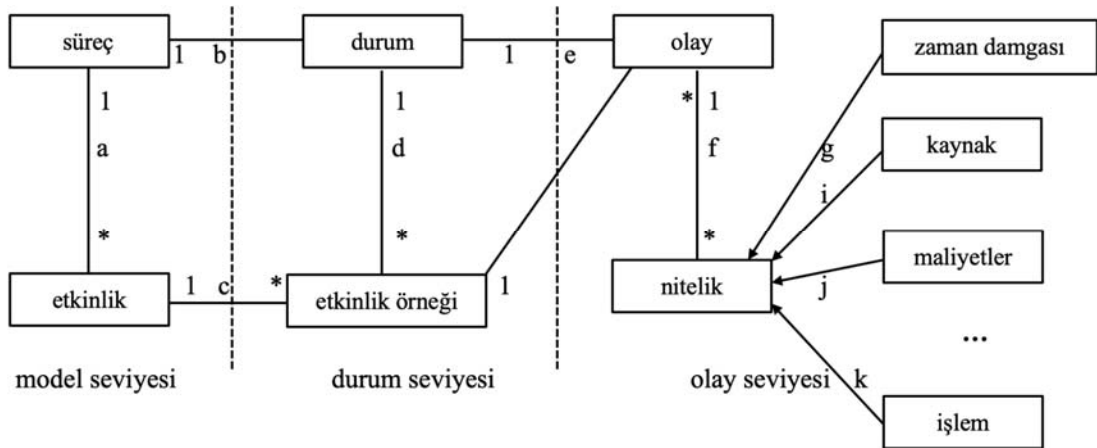 süreç
durum
olay
zaman damgası
1 b
1 e
1
1
* 1
a
d
f
g
kaynak
i
*
*
*
maliyetler
etkinlik
1 c *
etkinlik örneği
1
nitelik
j
...
model seviyesi
durum seviyesi
olay seviyesi
k
işlem